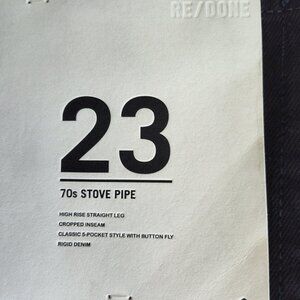 RE/DONE
23
70s STOVE PIPE
HIGH RISE STRAIGHT LEG
CROPPED INSEAM
CLASSIC 5-POCKET STYLE WITH BUTTON FLY
RIGID DENIM